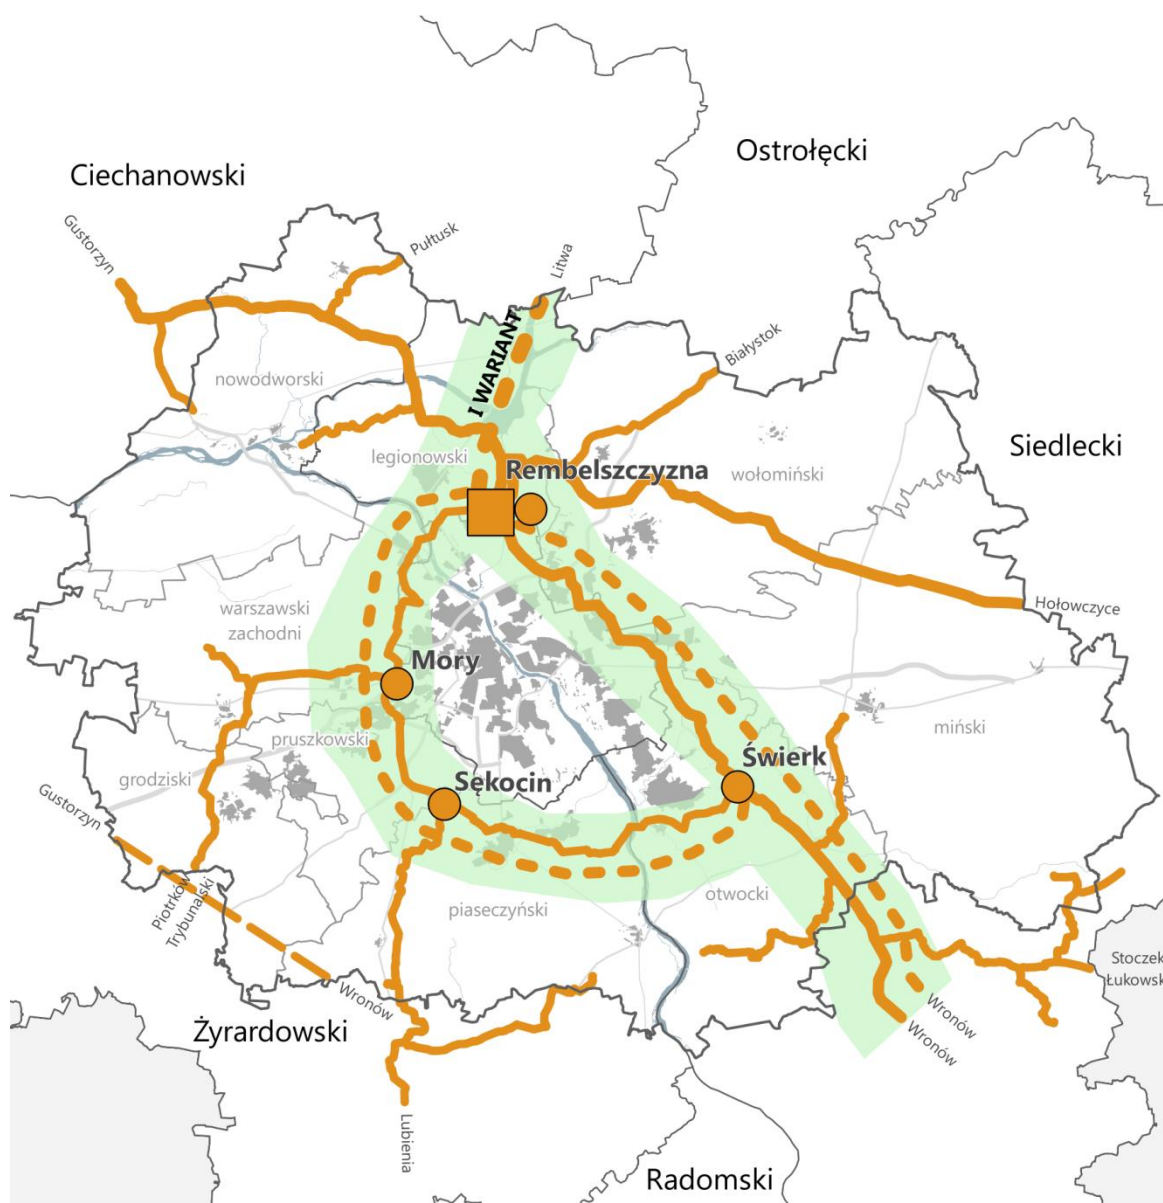 Ostrołęcki
Ciechanowski
Gustorzyn
Pułtusk
Litwa
I WARIANT
Białystok
nowodworski
Siedlecki
legionowski
Rembelszczyzna
wołomiński
Hołowczyce
warszawski
zachodni
Mory
miński
pruszkowski
Świerk
grodziski
Sękocin
Gustorzyn
otwocki
Piotrków
Trybunalski
piaseczyński
Stoczek
Łukowsk
Wronów
Wronów
Wronów
Żyrardowski
Lubienia
Radomski